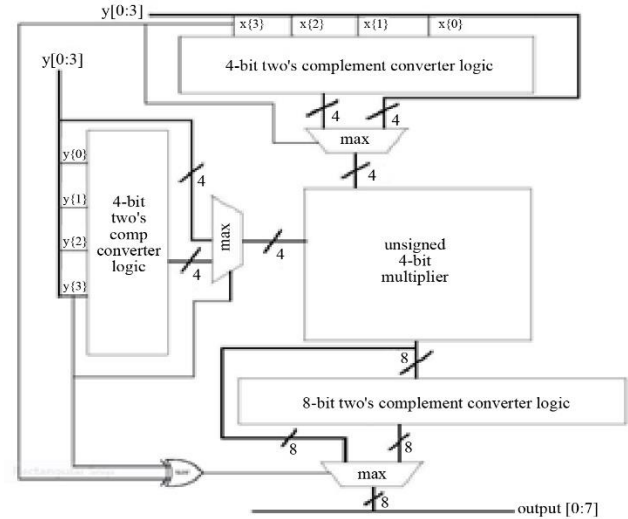 y[0:3]
x{3} x{2} x{1} x{0}
4-bit two's complement converter logic
y[0:3]
4 4
max
4
y{0}
y{1}
y{2}
y{3}
4-bit
two's
comp
converter
logic
4
4
max
4
unsigned
4-bit
multiplier
8
8-bit two's complement converter logic
8 8
max
8
output [0:7]